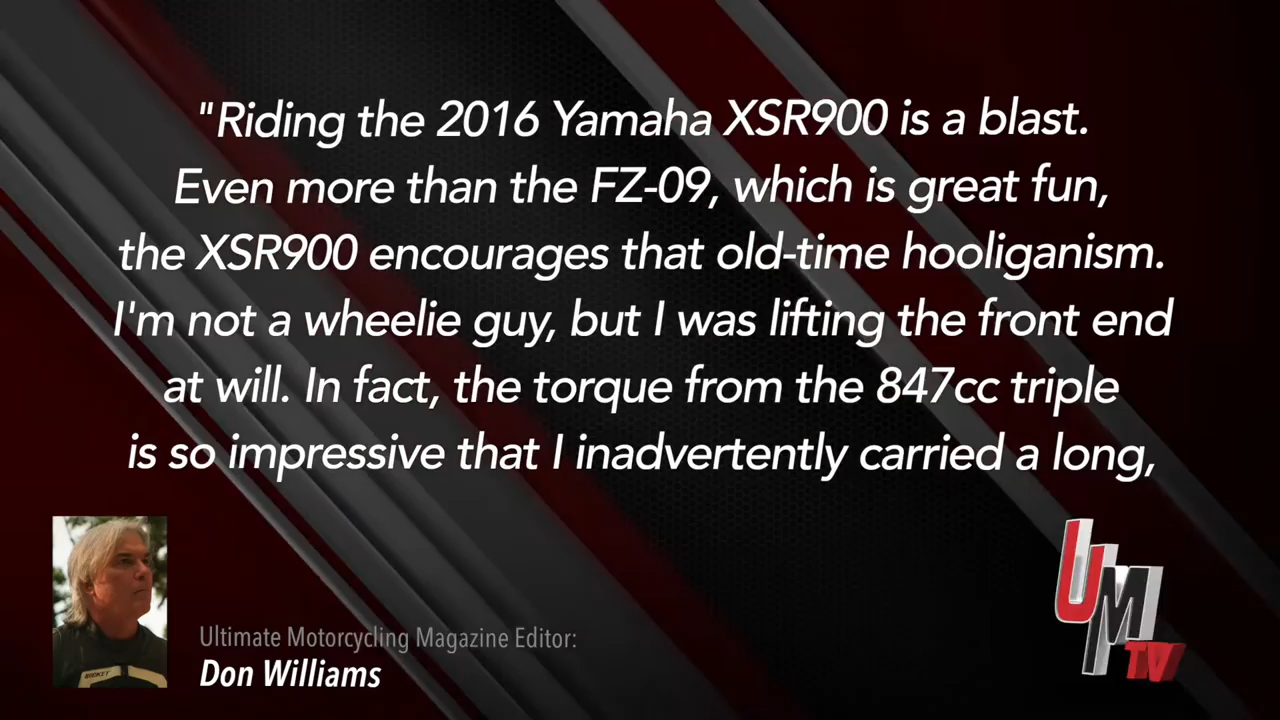 "Riding the 2016 Yamaha XSR900 is a blast.
Even more than the FZ-09, which is great fun,
the XSR900 encourages that old-time hooliganism.
I'm not a wheelie guy, but I was lifting the front end
at will. In fact, the torque from the 847cc triple
is so impressive that I inadvertently carried a long,
Ultimate Motorcycling Magazine Editor:
Don Williams
UM
TV